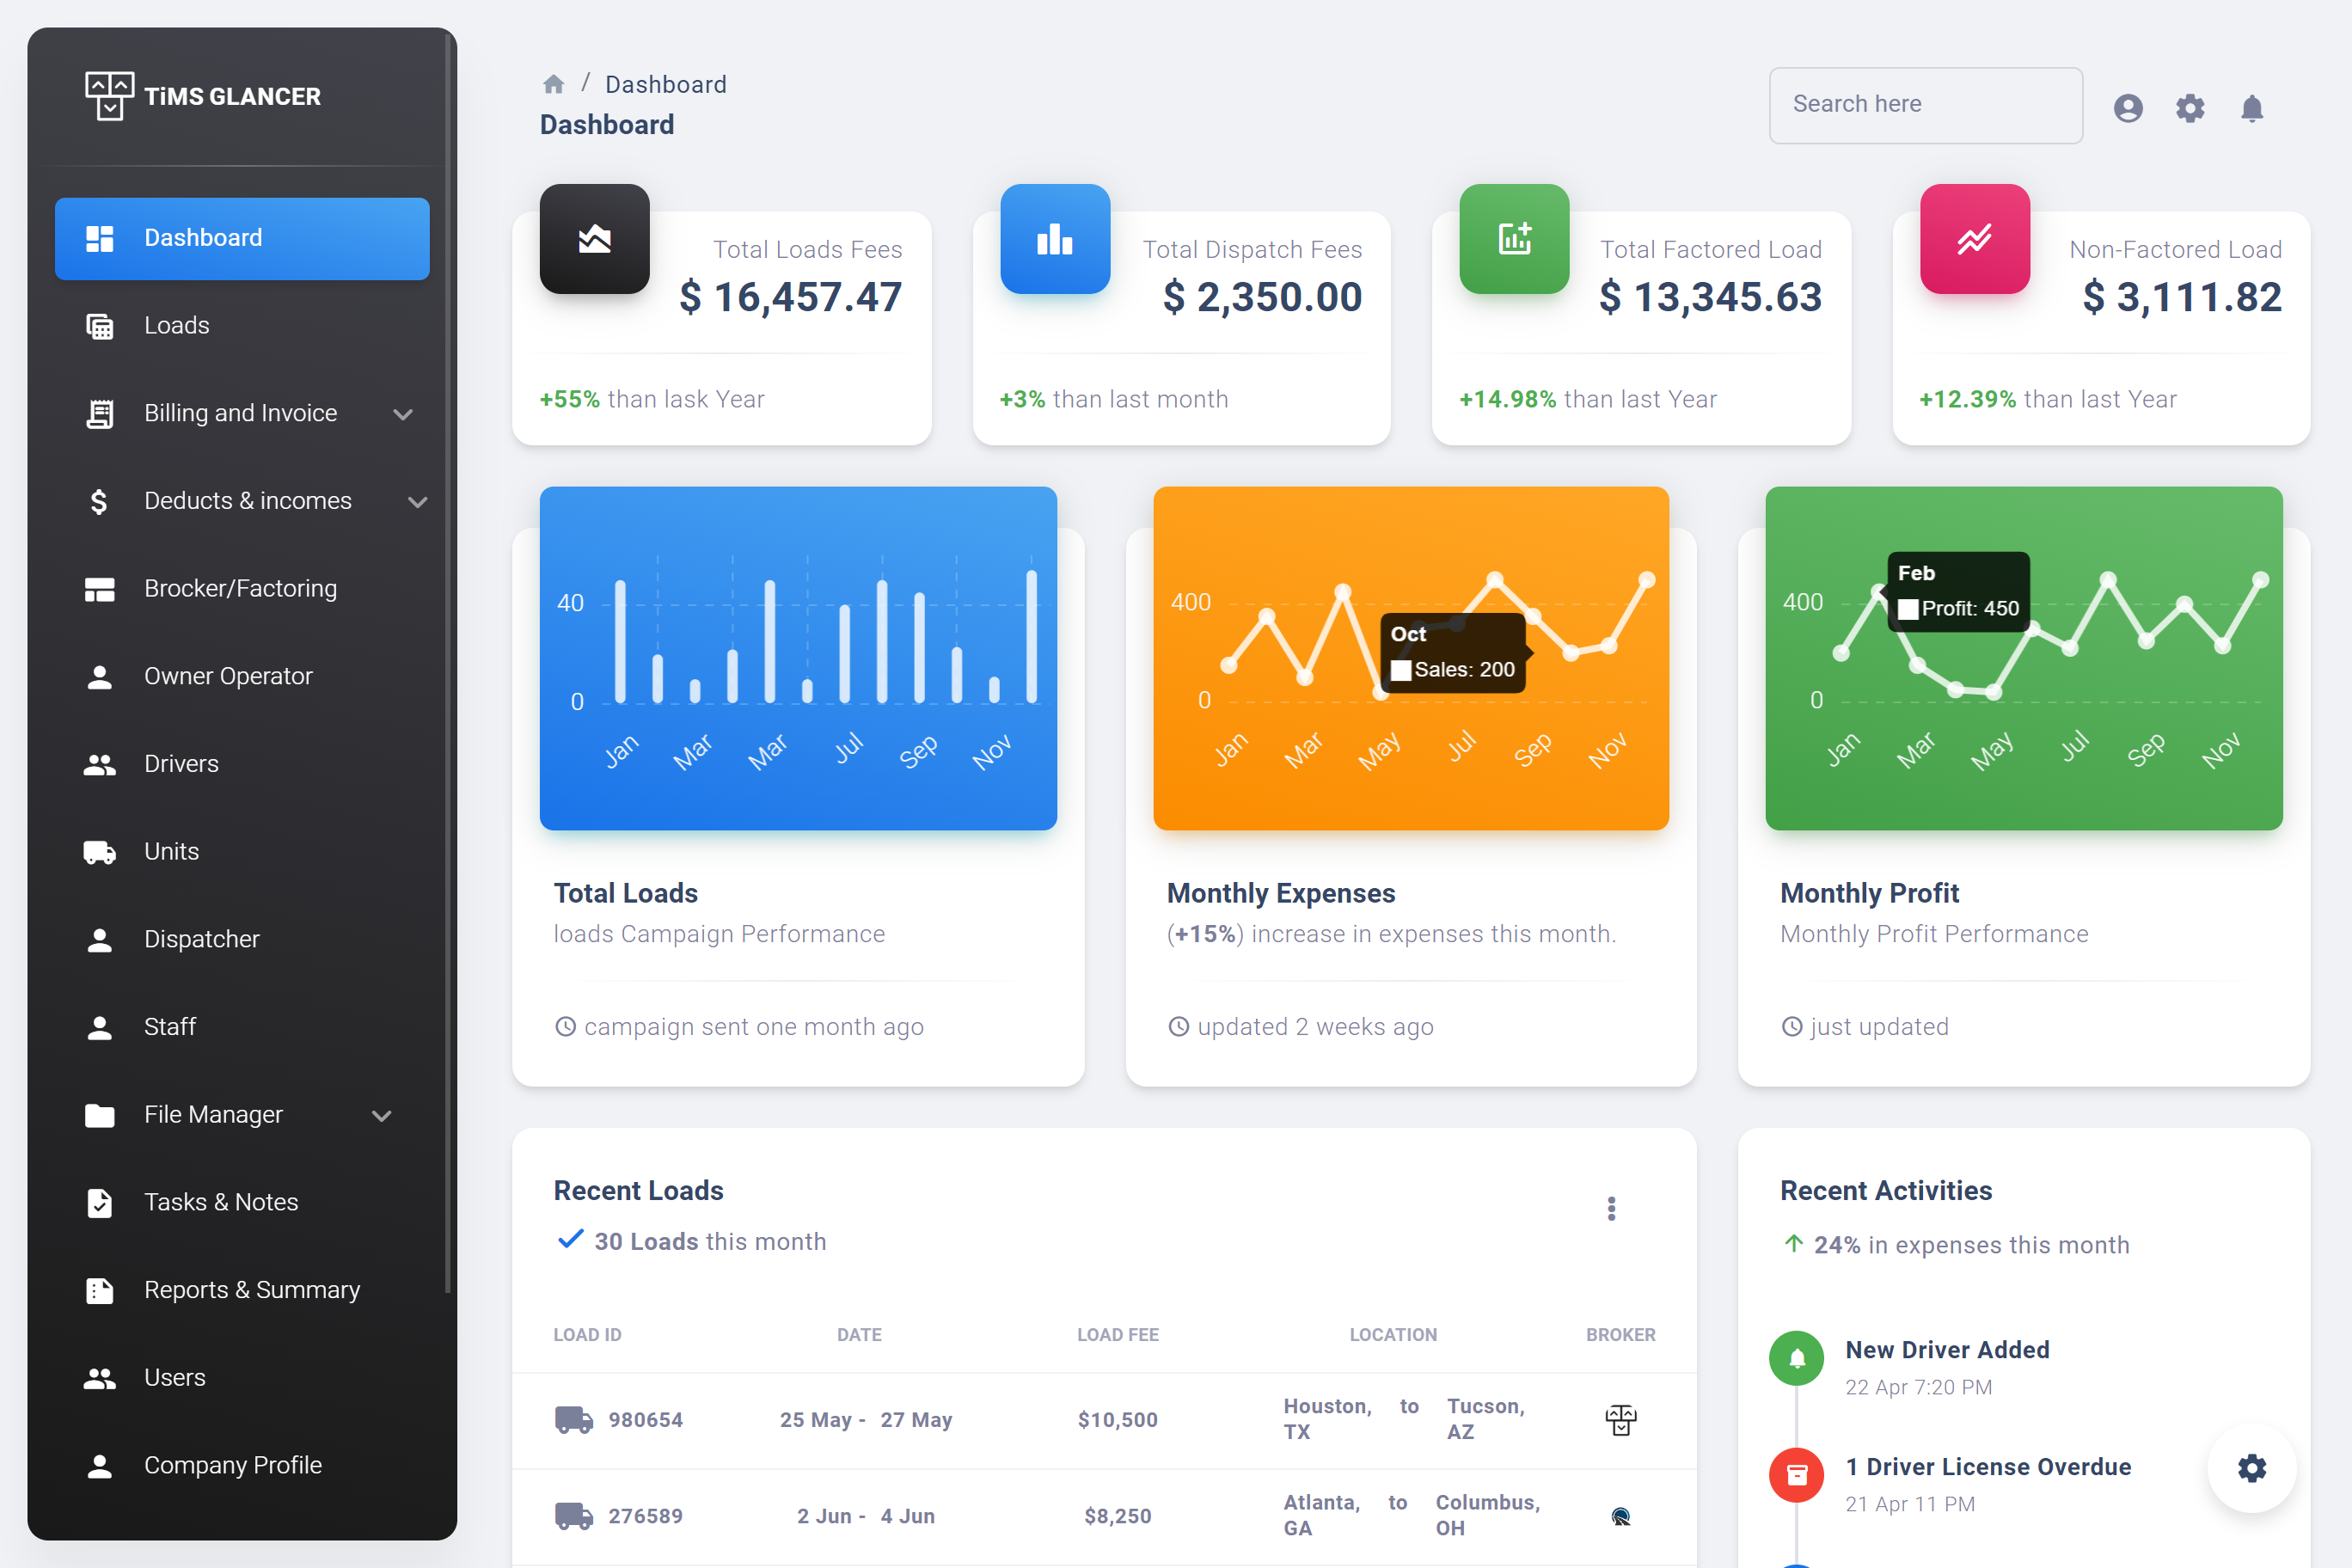 TiMS GLANCER
Dashboard
Loads
Billing and Invoice
Deducts & incomes
Brocker/Factoring
Owner Operator
Drivers
Units
Dispatcher
Staff
File Manager
Tasks & Notes
Reports & Summary
Users
Company Profile
/ Dashboard
Dashboard
Search here
Total Loads Fees
$ 16,457.47
+55% than lask Year
Total Dispatch Fees
$ 2,350.00
+3% than last month
Total Factored Load
$ 13,345.63
+14.98% than last Year
Non-Factored Load
$ 3,111.82
+12.39% than last Year
40
0
Jan Mar Mar Jul Sep Nov
Total Loads
loads Campaign Performance
campaign sent one month ago
400
0
Oct
Sales: 200
Jan Mar May Jul Sep Nov
Monthly Expenses
(+15%) increase in expenses this month.
updated 2 weeks ago
400
0
Feb
Profit: 450
Jan Mar May Jul Sep Nov
Monthly Profit
Monthly Profit Performance
just updated
Recent Loads
30 Loads this month
LOAD ID DATE LOAD FEE LOCATION BROKER
980654 25 May - 27 May $10,500 Houston, to Tucson,
TX AZ
276589 2 Jun - 4 Jun $8,250 Atlanta, to Columbus,
GA OH
Recent Activities
24% in expenses this month
New Driver Added
22 Apr 7:20 PM
1 Driver License Overdue
21 Apr 11 PM